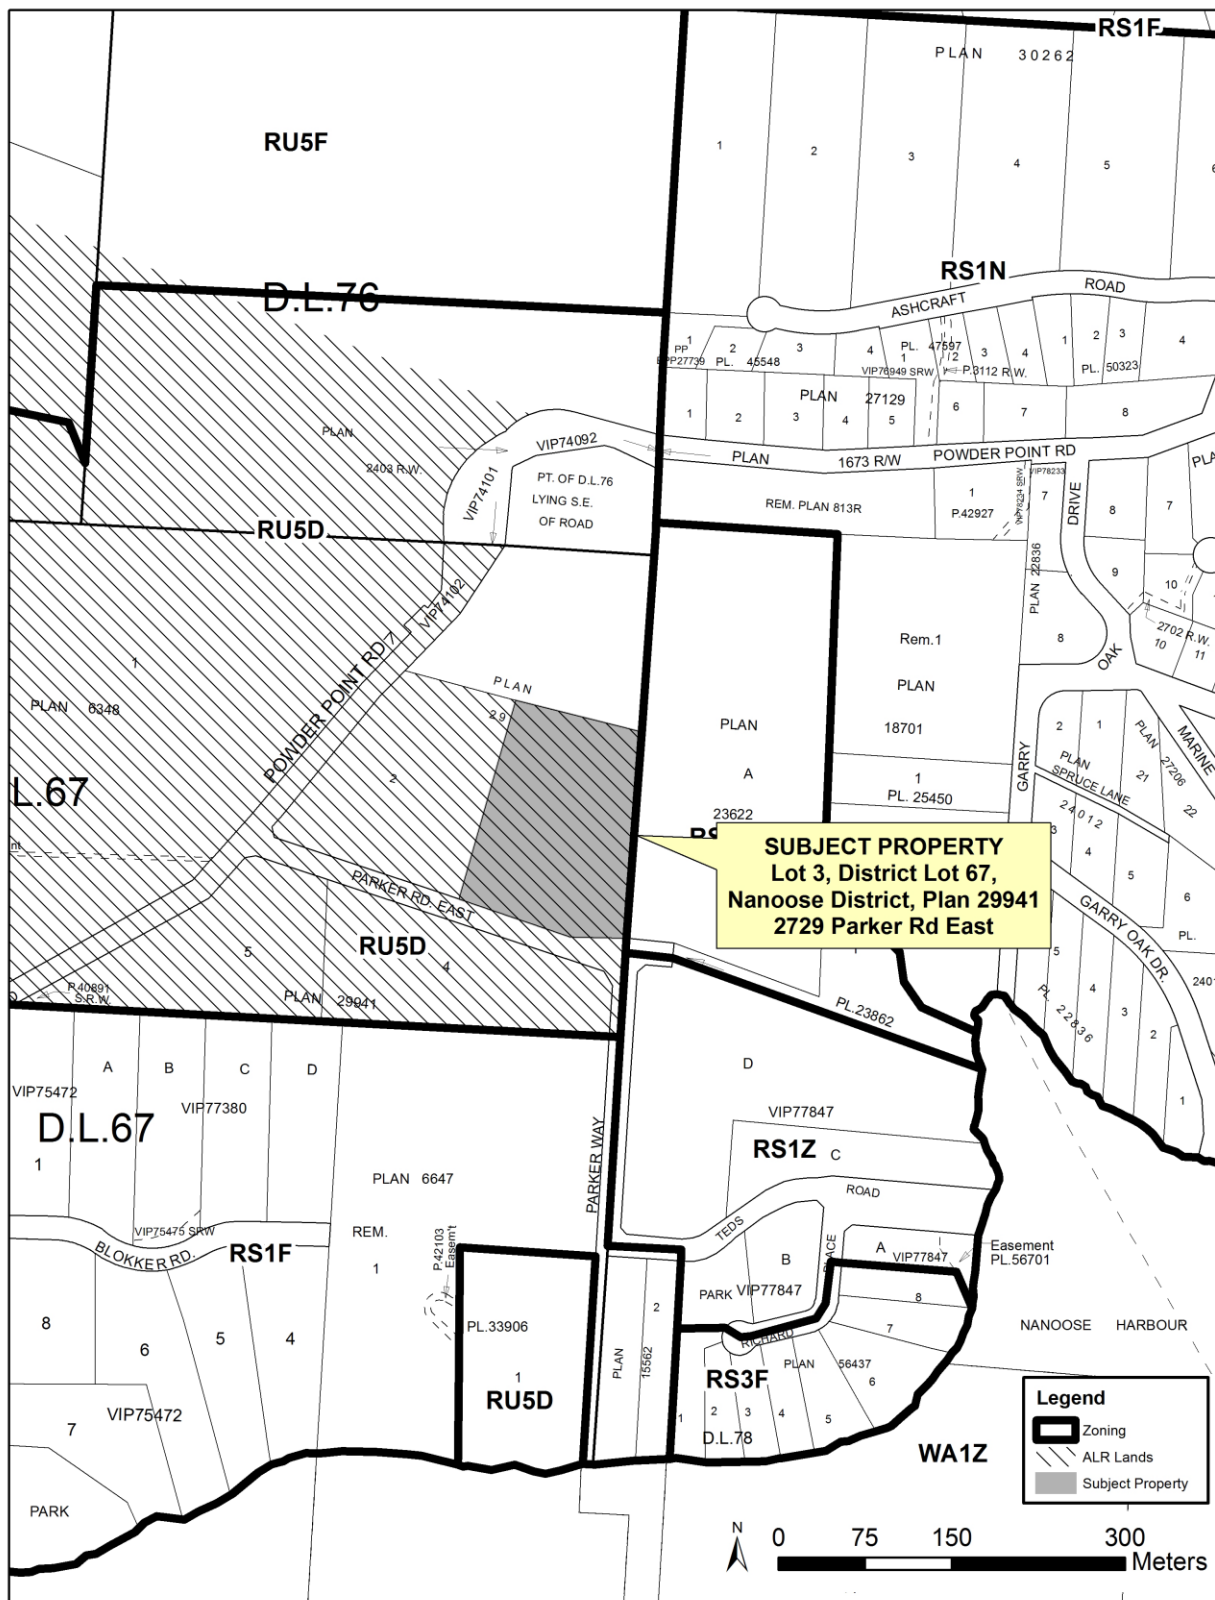 RS1F
PLAN 30262
RU5F
1
2
3
4
5
6
RS1N
D.L.76
ASHCRAFT
ROAD
1
PP
EPP27739
2
PL. 45548
3
4
1
PL. 47597
VIP76949 SRW
2
3
4
P.3112 R.W.
1
2
3
4
PL. 50323
PLAN 27129
1
2
3
4
5
6
7
8
PLAN
2403 R.W.
VIP74092
VIP74101
PLAN 1673 R/W
POWDER POINT RD
PT. OF D.L.76
LYING S.E.
OF ROAD
REM. PLAN 813R
1
P.42927
VIP78234 SRW
VIP78233
7
DRIVE
8
7
PLA
RU5D
PLAN 22836
9
10
VIP74102
2702 R.W.
10
11
8
OAK
1
PLAN 6348
POWDER POINT RD
Rem.1
PLAN
18701
PLAN
29
PLAN
A
23622
2
1
PLAN
SPRUCE LANE
24012
PLAN 27206
21
22
MARINE
GARRY
2
L.67
nt
1
PL. 25450
RS
3
4
5
6
PL.
SUBJECT PROPERTY
Lot 3, District Lot 67,
Nanoose District, Plan 29941
2729 Parker Rd East
PARKER RD. EAST
RU5D
5
4
PLAN 29941
P.40891
S.R.W.
GARRY OAK DR.
5
4
3
2
1
PL. 22836
2401
PL.23862
D
VIP77847
A
B
C
D
VIP75472
VIP77380
D.L.67
1
PLAN 6647
PARKER WAY
RS1Z
C
REM.
1
VIP75475 SRW
BLOKKER RD.
RS1F
P.42103
Easem't
TEDS
ROAD
B
PLACE
A
VIP77847
Easement
PL.56701
PARK
VIP77847
8
7
RICHARD
NANOOSE HARBOUR
8
6
5
4
PL.33906
1
RU5D
2
PLAN
15562
RS3F
PLAN 56437
6
1
2
3
4
5
D.L.78
7
VIP75472
PARK
WA1Z
Legend
Zoning
ALR Lands
Subject Property
N
0 75 150 300
Meters